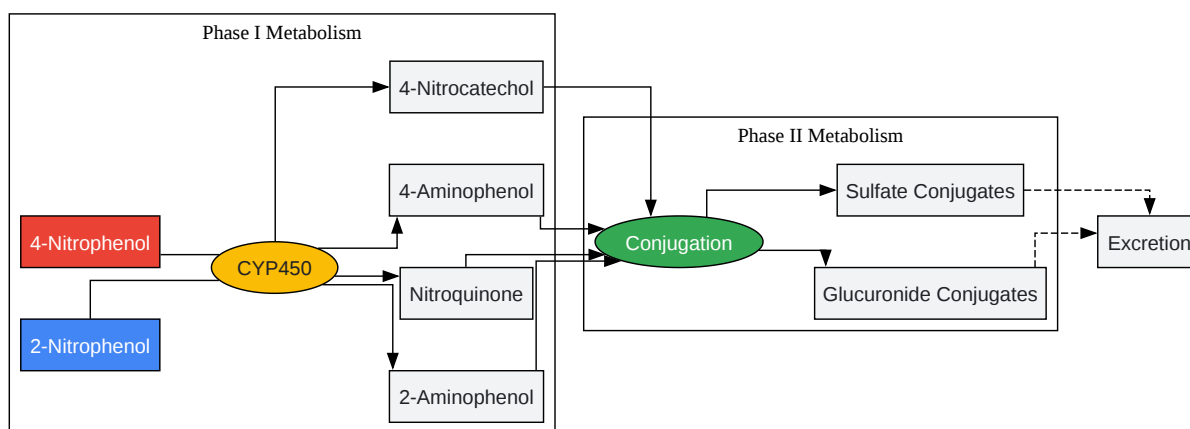 Phase I Metabolism
4-Nitrocatechol
Phase II Metabolism
4-Aminophenol
Sulfate Conjugates
4-Nitrophenol
Conjugation
Excretion
CYP450
Nitroquinone
Glucuronide Conjugates
2-Nitrophenol
2-Aminophenol